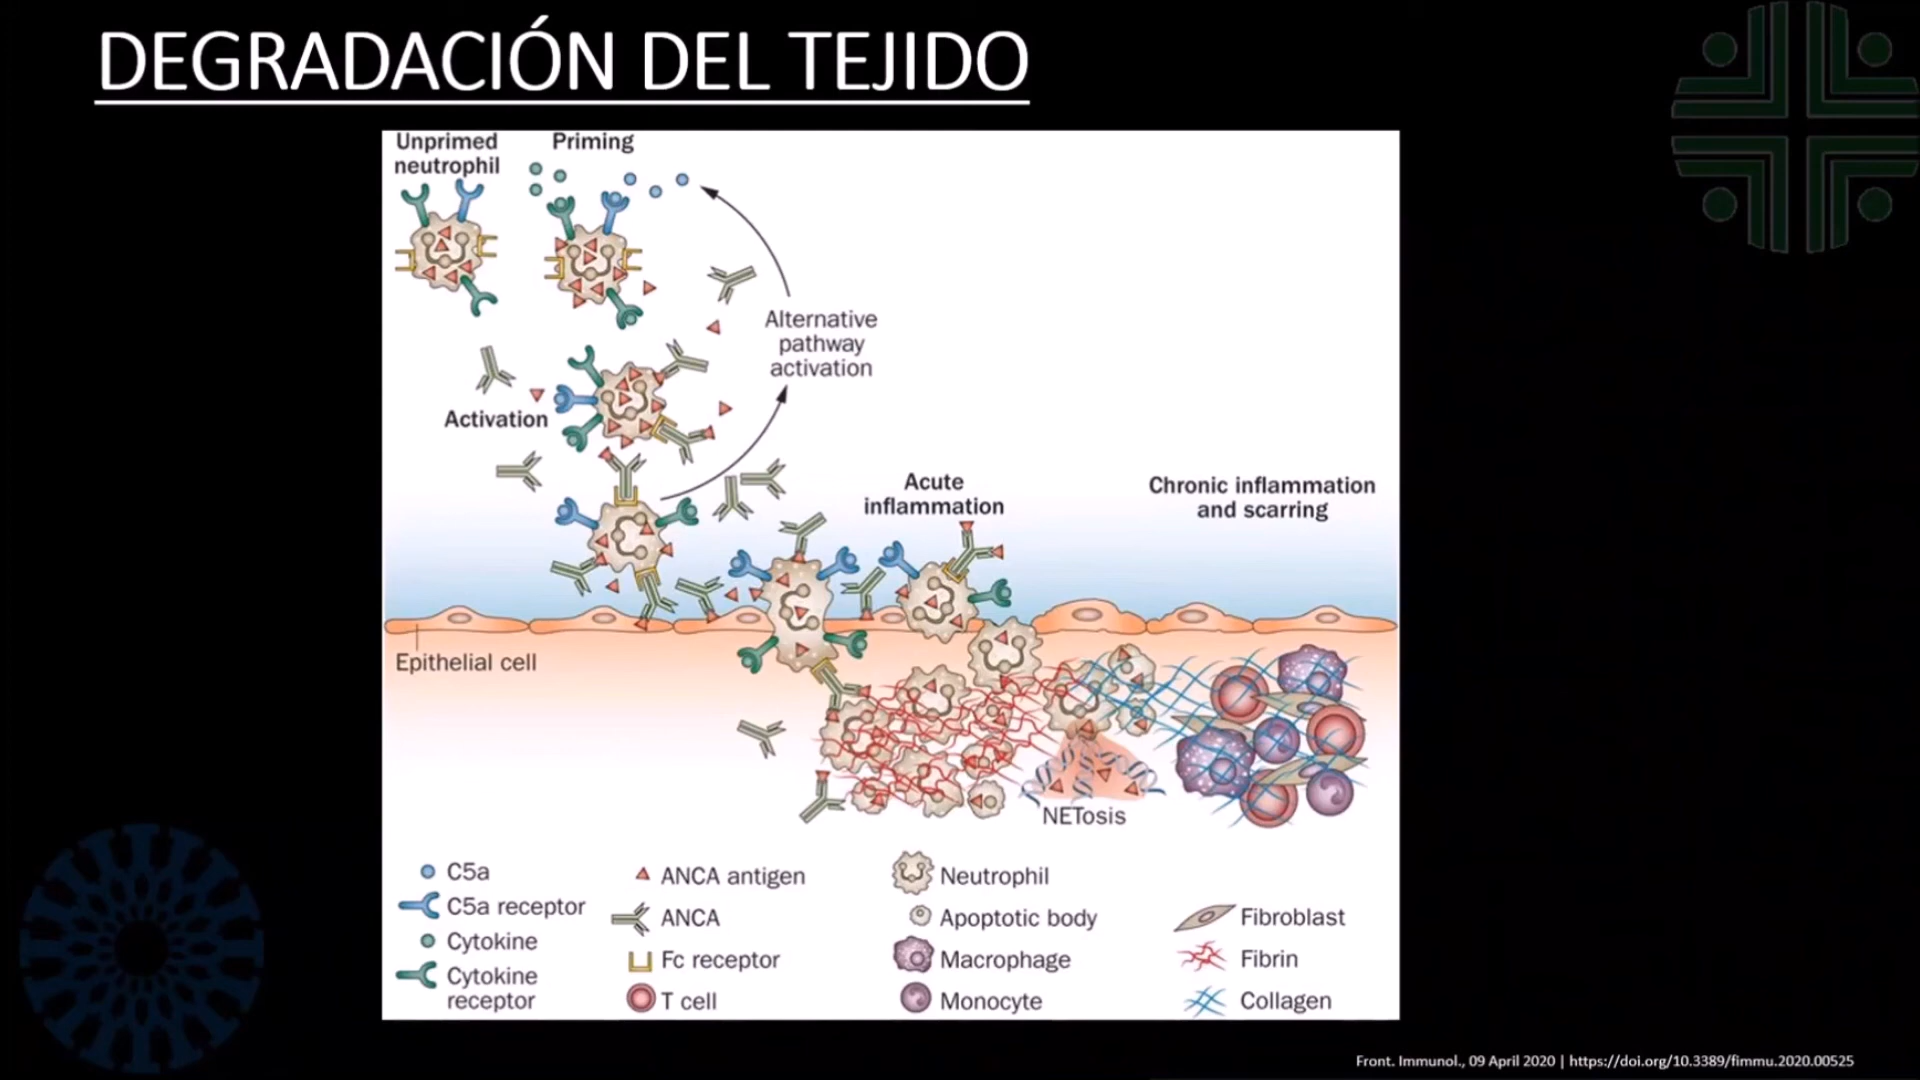 DEGRADACIÓN DEL TEJIDO
Unprimed
neutrophil
Priming
Alternative
pathway
activation
Activation
Acute
inflammation
Chronic inflammation
and scarring
Epithelial cell
NETosis
C5a
C5a receptor
Cytokine
Cytokine
receptor
ANCA antigen
ANCA
Fc receptor
T cell
Neutrophil
Apoptotic body
Macrophage
Monocyte
Fibroblast
Fibrin
Collagen
Front. Immunol., 09 April 2020 | https://doi.org/10.3389/fimmu.2020.00525